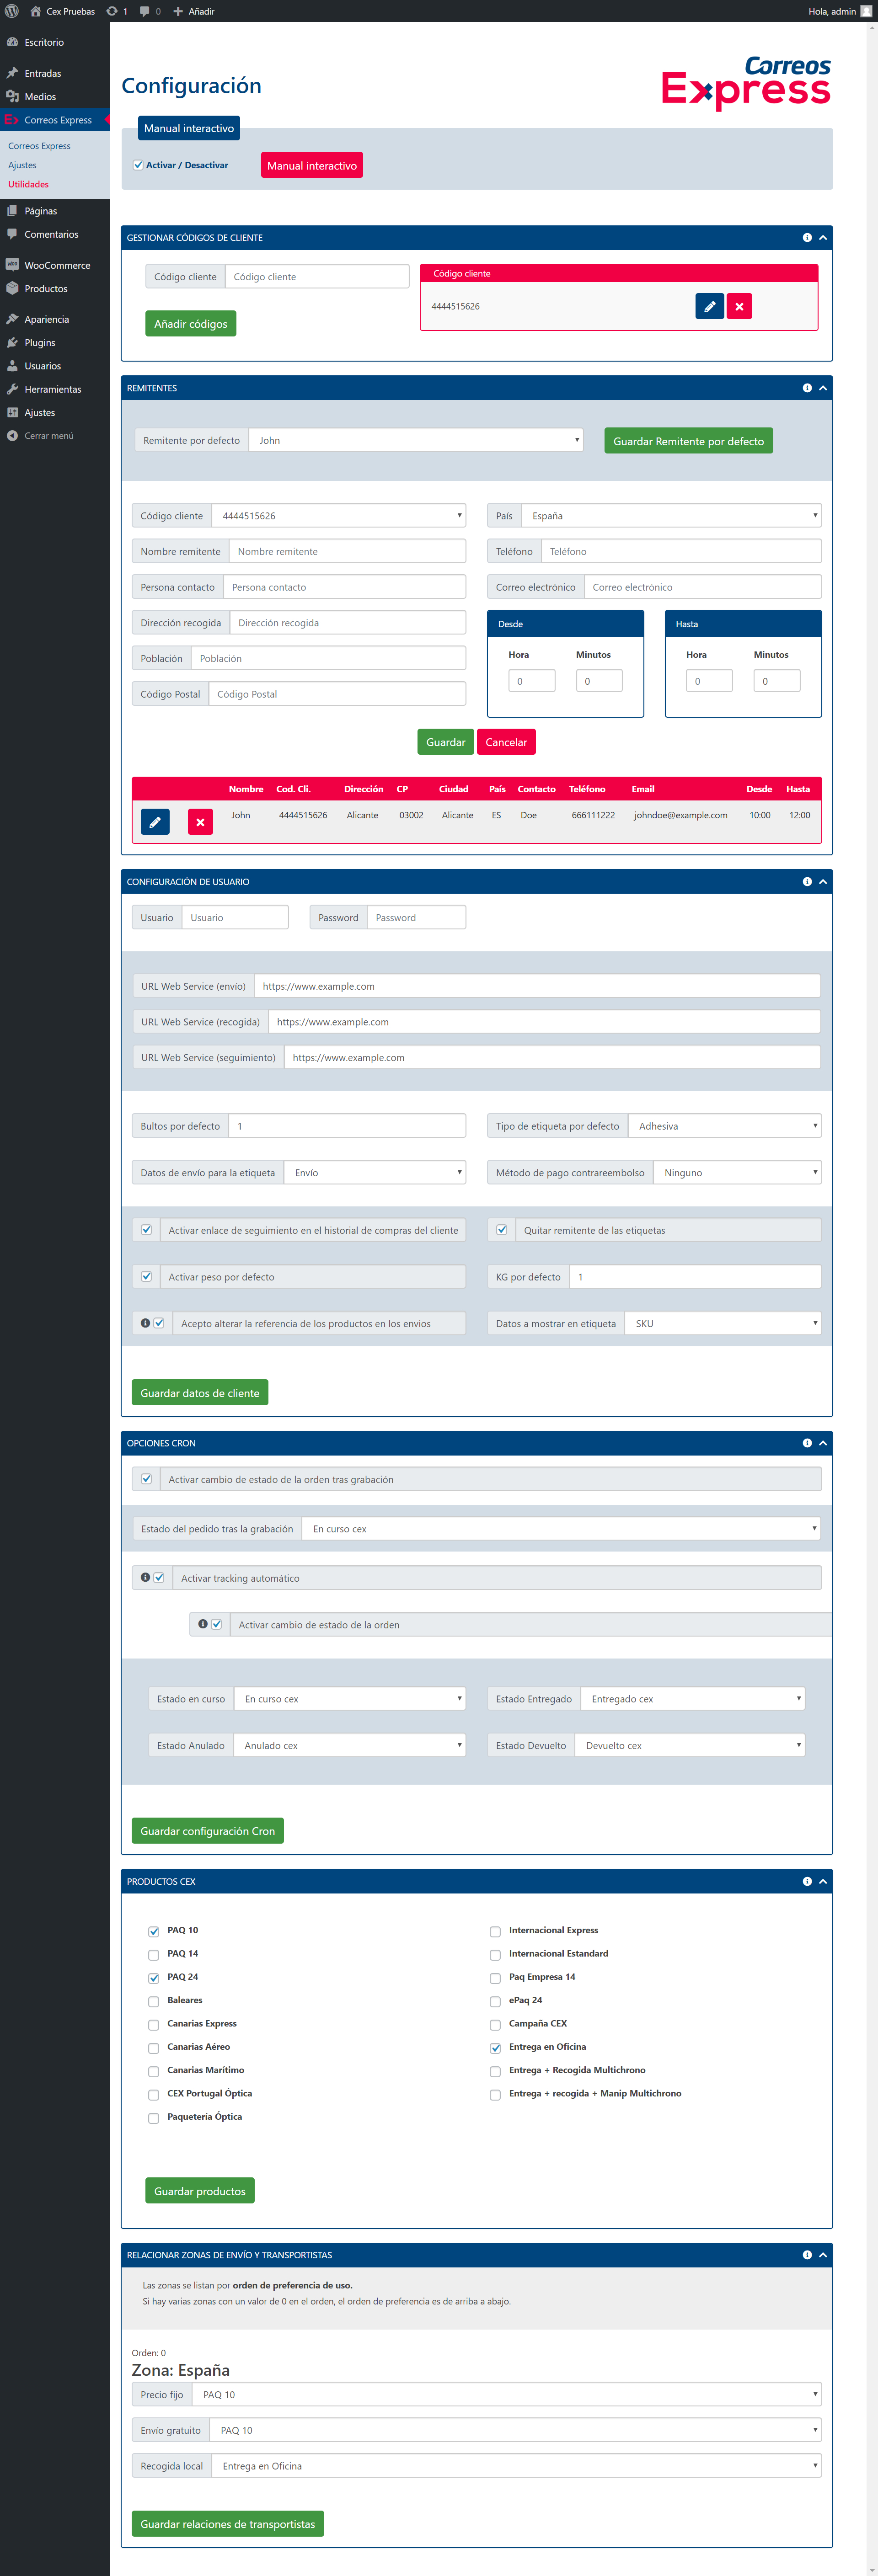 Cex Pruebas 1 0 Añadir Hola, admin
Escritorio
Entradas
Medios
Correos Express
Correos Express
Ajustes
Utilidades
Páginas
Comentarios
WooCommerce
Productos
Apariencia
Plugins
Usuarios
Herramientas
Ajustes
Cerrar menú
Configuración
Correos
Express
Manual interactivo
Activar / Desactivar Manual interactivo
GESTIONAR CÓDIGOS DE CLIENTE
Código cliente Código cliente
Código cliente
4444515626
Añadir códigos
REMITENTES
Remitente por defecto John Guardar Remitente por defecto
Código cliente 4444515626 País España
Nombre remitente Nombre remitente Teléfono Teléfono
Persona contacto Persona contacto Correo electrónico Correo electrónico
Dirección recogida Dirección recogida Desde Hasta
Población Población Hora Minutos Hora Minutos
Código Postal Código Postal 0 0 0 0
Guardar Cancelar
Nombre Cod. Cli. Dirección CP Ciudad País Contacto Teléfono Email Desde Hasta
John 4444515626 Alicante 03002 Alicante ES Doe 666111222 johndoe@example.com 10:00 12:00
CONFIGURACIÓN DE USUARIO
Usuario Usuario Password Password
URL Web Service (envío) https://www.example.com
URL Web Service (recogida) https://www.example.com
URL Web Service (seguimiento) https://www.example.com
Bultos por defecto 1 Tipo de etiqueta por defecto Adhesiva
Datos de envío para la etiqueta Envío Método de pago contrareembolso Ninguno
Activar enlace de seguimiento en el historial de compras del cliente Quitar remitente de las etiquetas
Activar peso por defecto KG por defecto 1
Acepto alterar la referencia de los productos en los envios Datos a mostrar en etiqueta SKU
Guardar datos de cliente
OPCIONES CRON
Activar cambio de estado de la orden tras grabación
Estado del pedido tras la grabación En curso cex
Activar tracking automático
Activar cambio de estado de la orden
Estado en curso En curso cex Estado Entregado Entregado cex
Estado Anulado Anulado cex Estado Devuelto Devuelto cex
Guardar configuración Cron
PRODUCTOS CEX
PAQ 10 Internacional Express
PAQ 14 Internacional Estandard
PAQ 24 Paq Empresa 14
Baleares ePaq 24
Canarias Express Campaña CEX
Canarias Aéreo Entrega en Oficina
Canarias Marítimo Entrega + Recogida Multichrono
CEX Portugal Óptica Entrega + recogida + Manip Multichrono
Paquetería Óptica
Guardar productos
RELACIONAR ZONAS DE ENVÍO Y TRANSPORTISTAS
Las zonas se listan por orden de preferencia de uso.
Si hay varias zonas con un valor de 0 en el orden, el orden de preferencia es de arriba a abajo.
Orden: 0
Zona: España
Precio fijo PAQ 10
Envío gratuito PAQ 10
Recogida local Entrega en Oficina
Guardar relaciones de transportistas